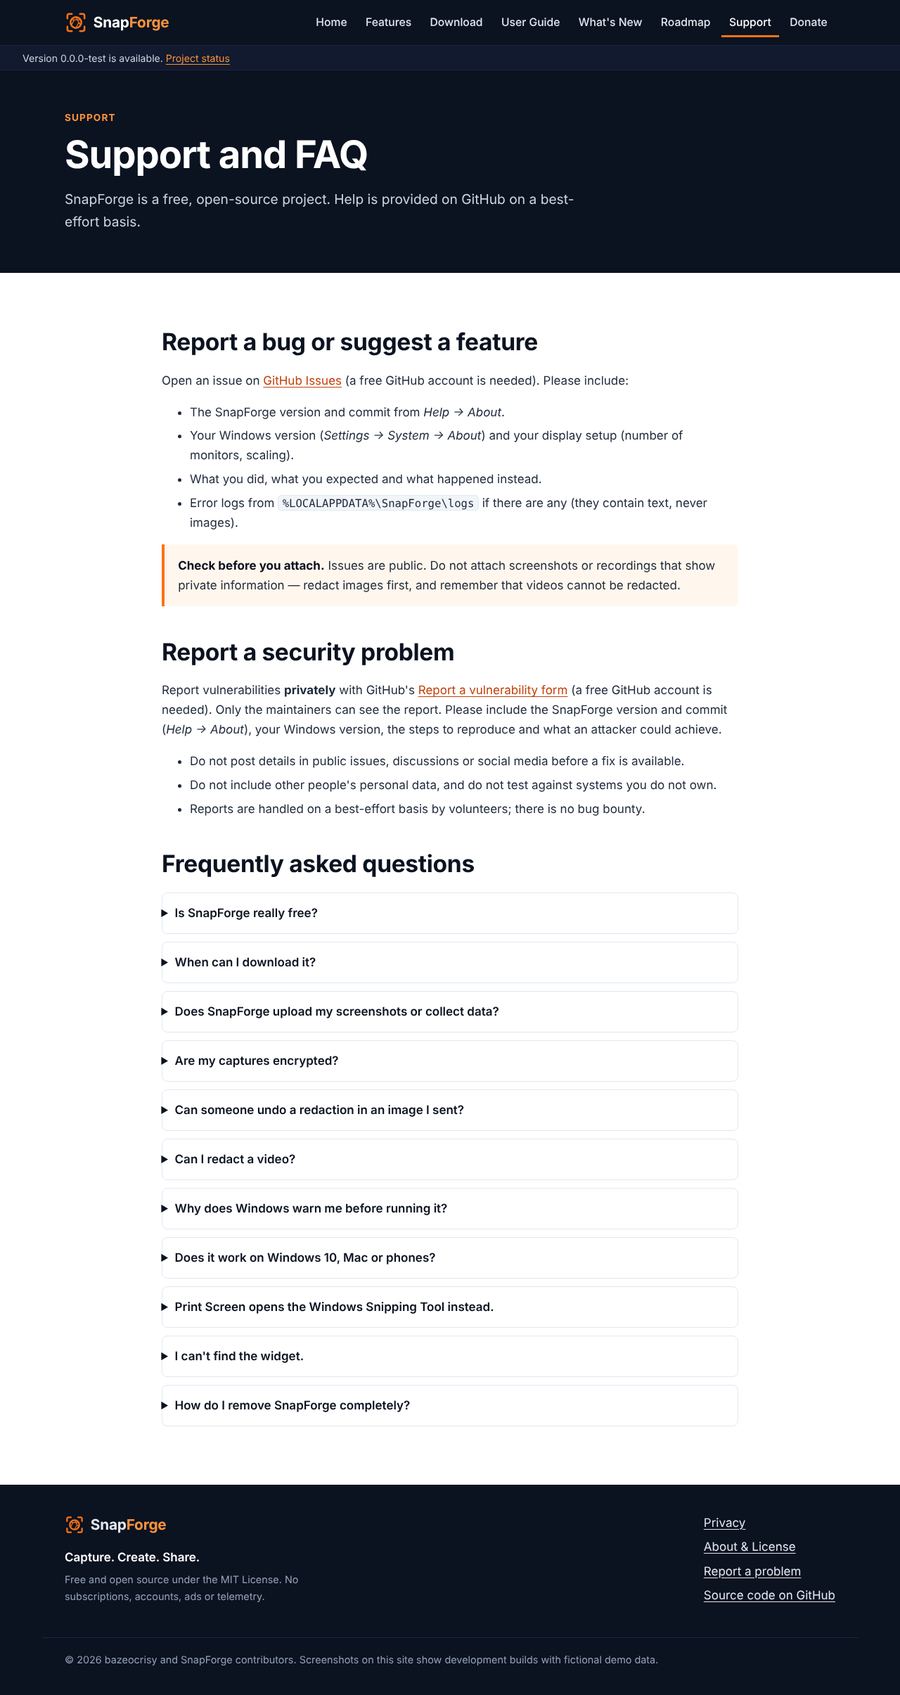 SnapForge
Home Features Download User Guide What's New Roadmap Support Donate
Version 0.0.0-test is available. Project status
SUPPORT
Support and FAQ
SnapForge is a free, open-source project. Help is provided on GitHub on a best-
effort basis.
Report a bug or suggest a feature
Open an issue on GitHub Issues (a free GitHub account is needed). Please include:
• The SnapForge version and commit from Help → About.
• Your Windows version (Settings → System → About) and your display setup (number of
monitors, scaling).
• What you did, what you expected and what happened instead.
• Error logs from %LOCALAPPDATA%\SnapForge\logs if there are any (they contain text, never
images).
Check before you attach. Issues are public. Do not attach screenshots or recordings that show
private information — redact images first, and remember that videos cannot be redacted.
Report a security problem
Report vulnerabilities privately with GitHub's Report a vulnerability form (a free GitHub account is
needed). Only the maintainers can see the report. Please include the SnapForge version and commit
(Help → About), your Windows version, the steps to reproduce and what an attacker could achieve.
• Do not post details in public issues, discussions or social media before a fix is available.
• Do not include other people's personal data, and do not test against systems you do not own.
• Reports are handled on a best-effort basis by volunteers; there is no bug bounty.
Frequently asked questions
Is SnapForge really free?
When can I download it?
Does SnapForge upload my screenshots or collect data?
Are my captures encrypted?
Can someone undo a redaction in an image I sent?
Can I redact a video?
Why does Windows warn me before running it?
Does it work on Windows 10, Mac or phones?
Print Screen opens the Windows Snipping Tool instead.
I can't find the widget.
How do I remove SnapForge completely?
SnapForge
Capture. Create. Share.
Free and open source under the MIT License. No
subscriptions, accounts, ads or telemetry.
Privacy
About & License
Report a problem
Source code on GitHub
© 2026 bazeocrisy and SnapForge contributors. Screenshots on this site show development builds with fictional demo data.